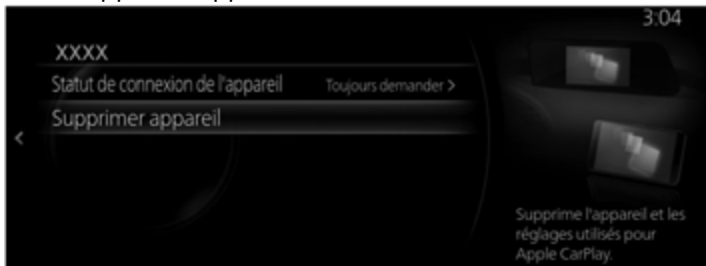 3:04
XXXX
Statut de connexion de l'appareil Toujours demander >
Supprimer appareil
<
Supprime l'appareil et les
réglages utilisés pour
Apple CarPlay.